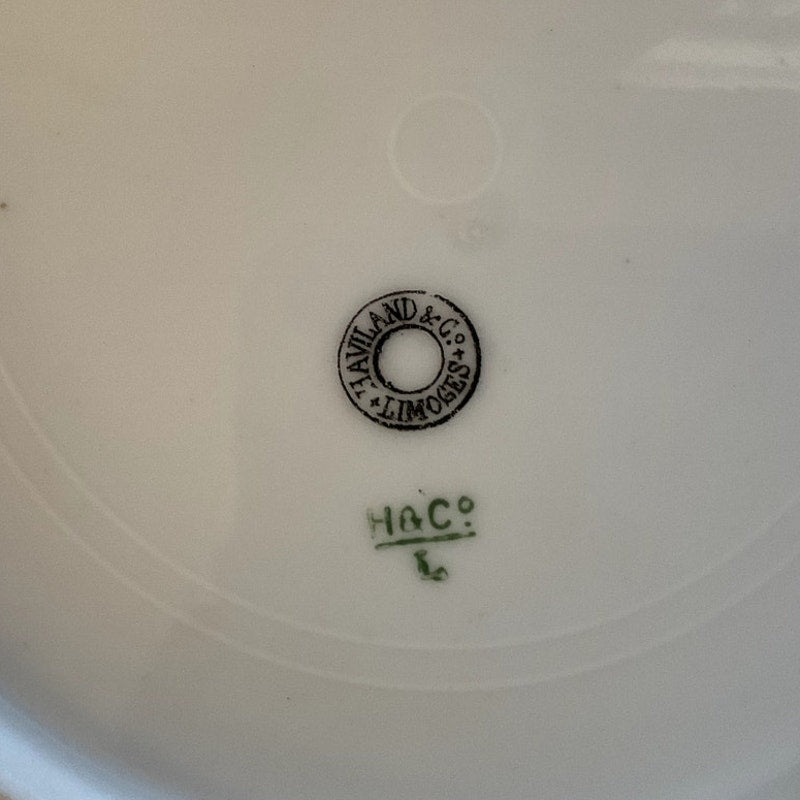 HAVILAND & Cº
LIMOGES
H&Cº
L